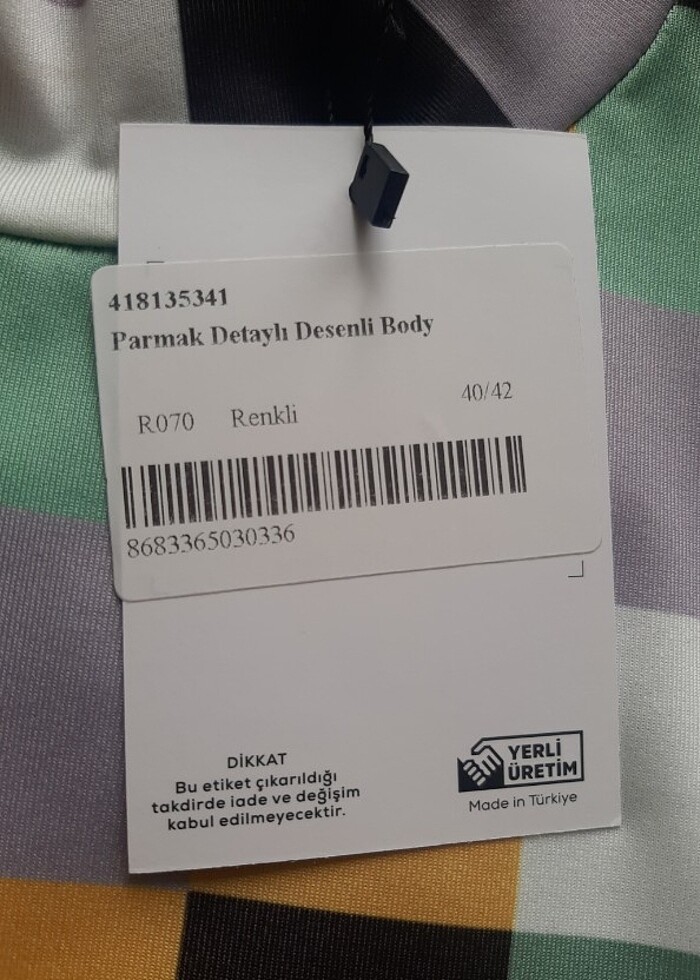 418135341
Parmak Detaylı Desenli Body
R070 Renkli 40/42
8683365030336
DİKKAT
Bu etiket çıkarıldığı
takdirde iade ve değişim
kabul edilmeyecektir.
YERLİ
ÜRETİM
Made in Türkiye